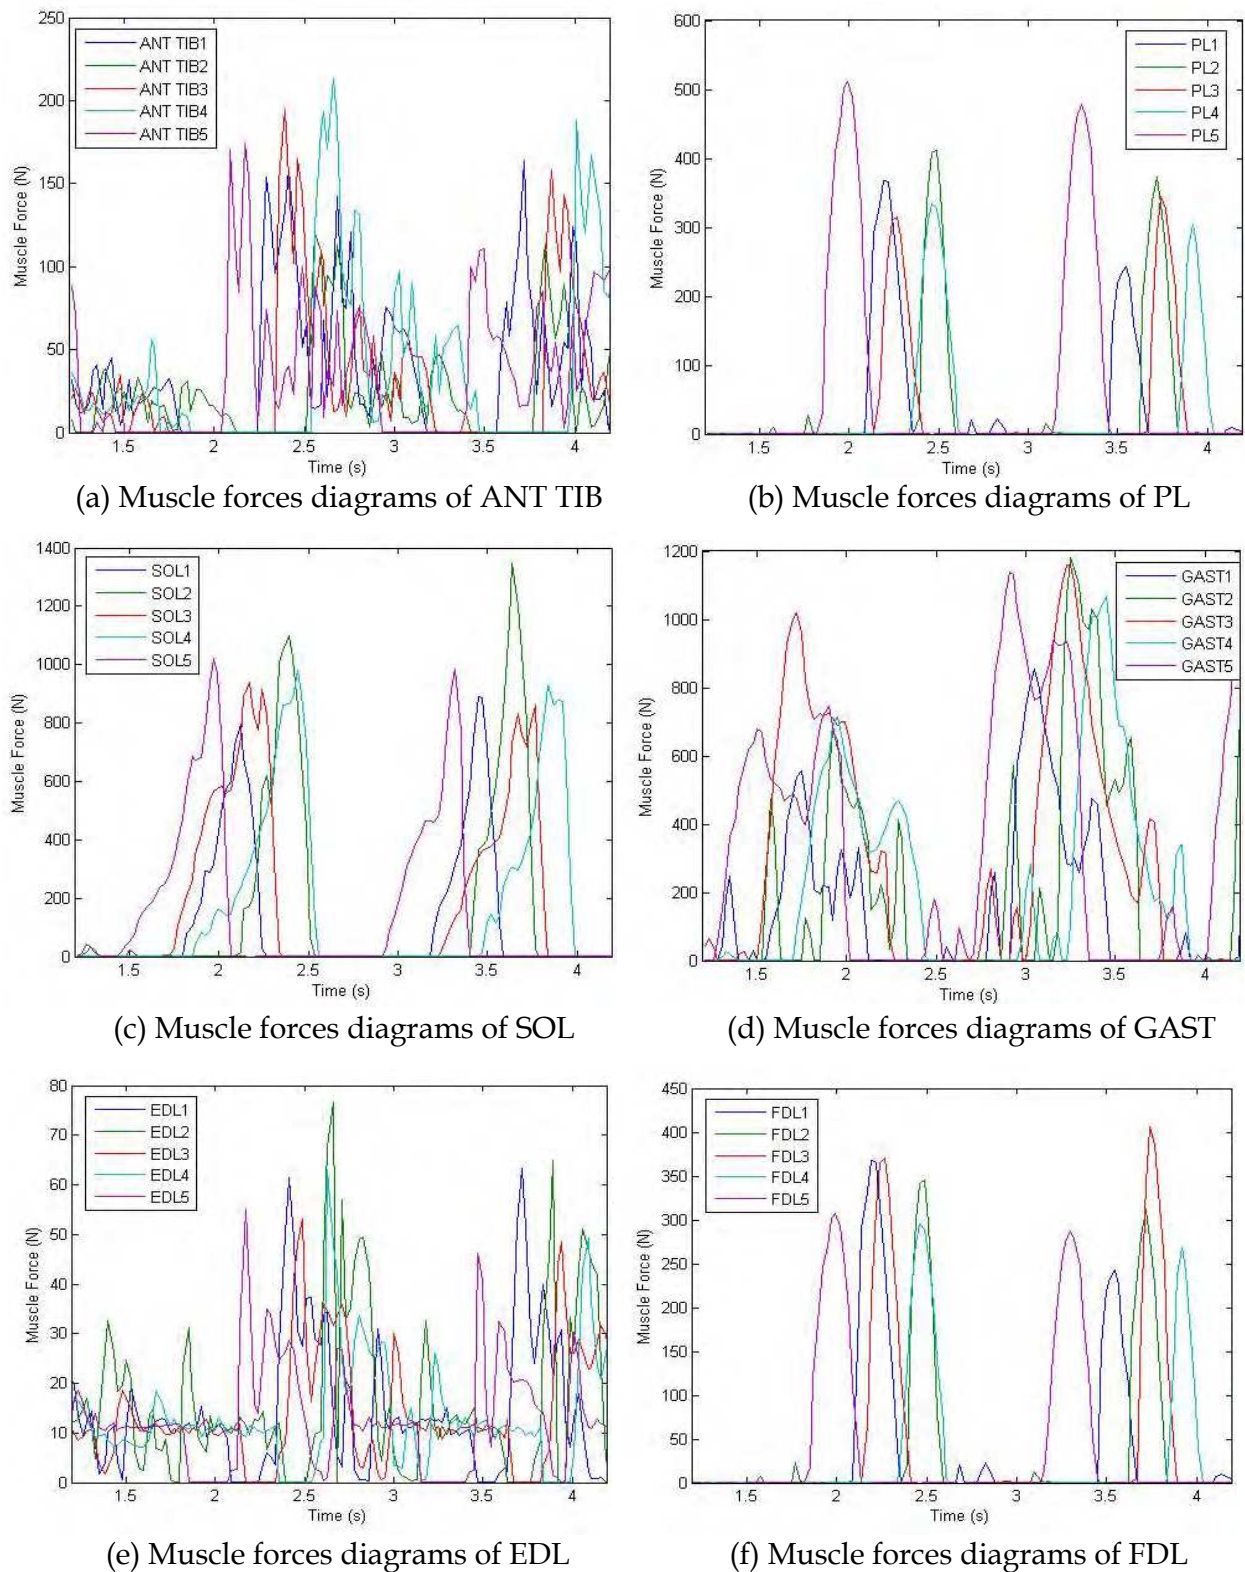 250
200
150
100
50
0
Muscle Force (N)
ANT TIB1
ANT TIB2
ANT TIB3
ANT TIB4
ANT TIB5
1.5 2 2.5 3 3.5 4
Time (s)
(a) Muscle forces diagrams of ANT TIB
600
500
400
300
200
100
0
Muscle Force (N)
PL1
PL2
PL3
PL4
PL5
1.5 2 2.5 3 3.5 4
Time (s)
(b) Muscle forces diagrams of PL
1400
1200
1000
800
600
400
200
0
Muscle Force (N)
SOL1
SOL2
SOL3
SOL4
SOL5
1.5 2 2.5 3 3.5 4
Time (s)
(c) Muscle forces diagrams of SOL
1200
1000
800
600
400
200
0
Muscle Force (N)
GAST1
GAST2
GAST3
GAST4
GAST5
1.5 2 2.5 3 3.5 4
Time (s)
(d) Muscle forces diagrams of GAST
80
70
60
50
40
30
20
10
0
Muscle Force (N)
EDL1
EDL2
EDL3
EDL4
EDL5
1.5 2 2.5 3 3.5 4
Time (s)
(e) Muscle forces diagrams of EDL
450
400
350
300
250
200
150
100
50
0
Muscle Force (N)
FDL1
FDL2
FDL3
FDL4
FDL5
1.5 2 2.5 3 3.5 4
Time (s)
(f) Muscle forces diagrams of FDL